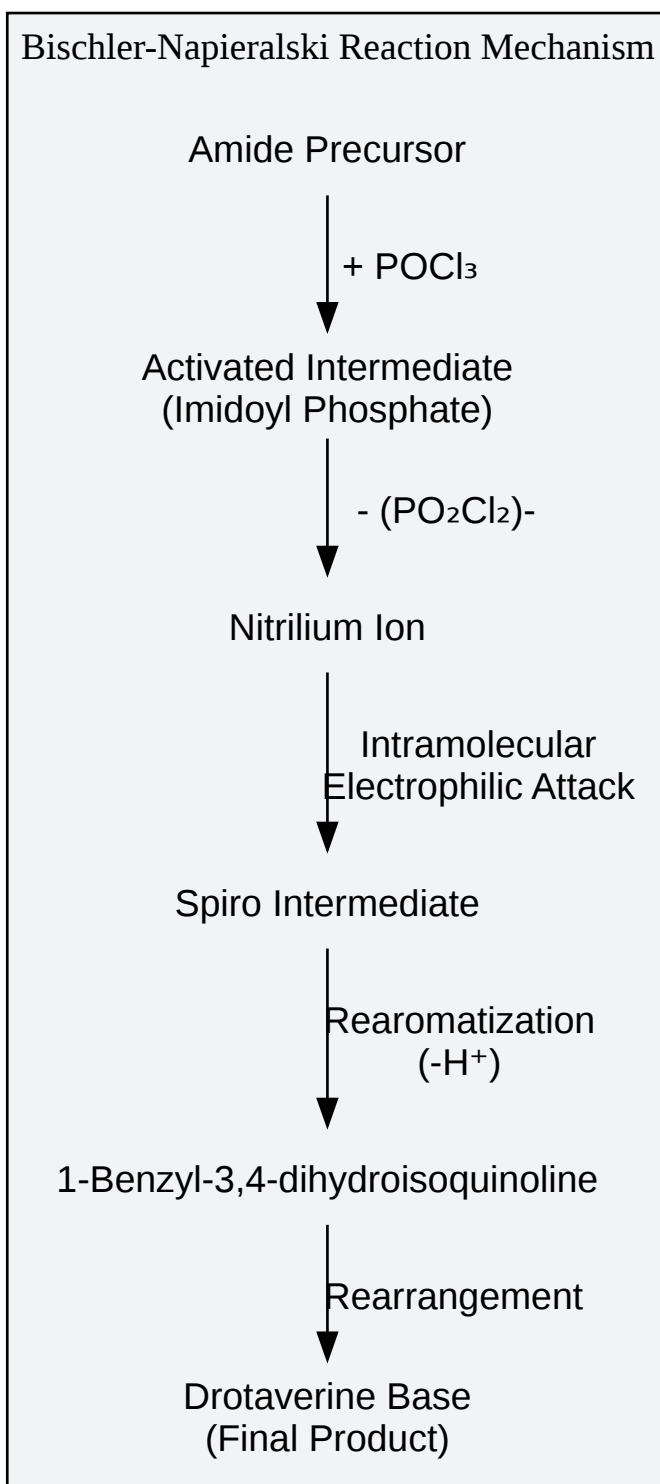 Bischler-Napieralski Reaction Mechanism
Amide Precursor
+ POCl₃
Activated Intermediate
(Imidoyl Phosphate)
- (PO₂Cl₂)-
Nitrilium Ion
Intramolecular
Electrophilic Attack
Spiro Intermediate
Rearomatization
(-H⁺)
1-Benzyl-3,4-dihydroisoquinoline
Rearrangement
Drotaverine Base
(Final Product)